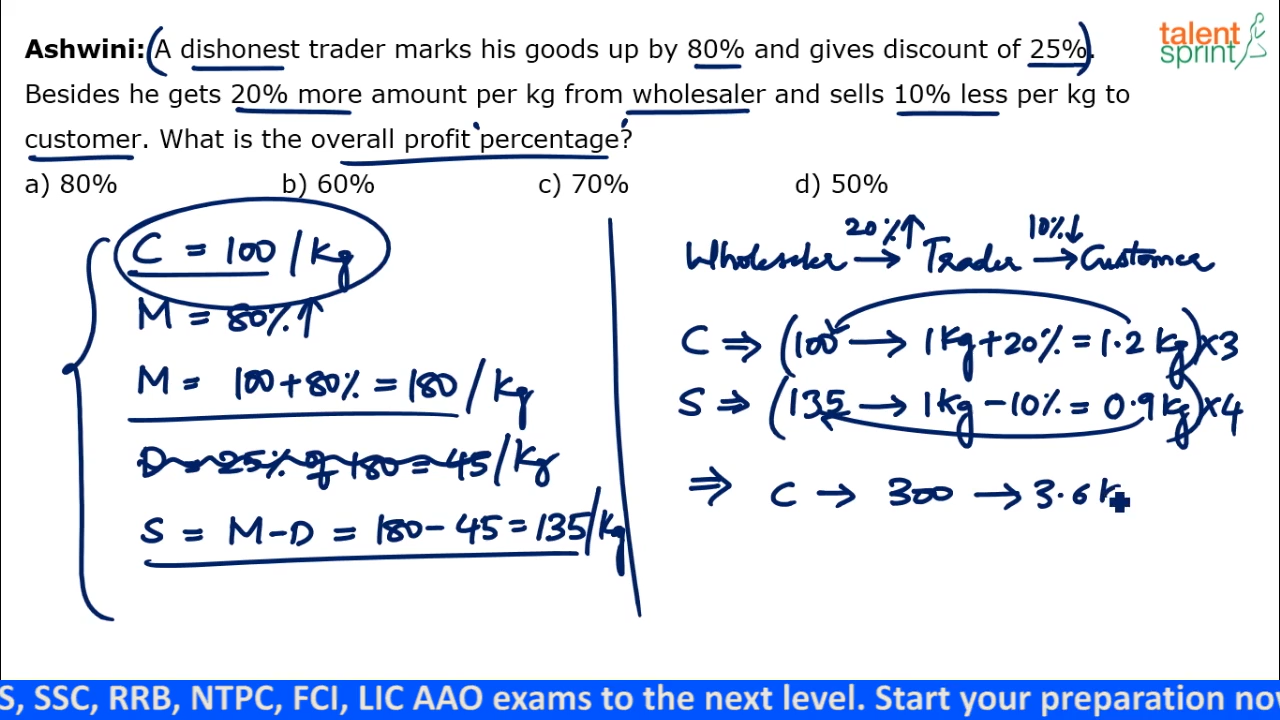 Ashwini: (A dishonest trader marks his goods up by 80% and gives discount of 25%).
talent
sprint
Besides he gets 20% more amount per kg from wholesaler and sells 10% less per kg to
customer. What is the overall profit percentage?
a) 80% b) 60% c) 70% d) 50%
C = 100 / kg
M = 80% ↑
M = 100 + 80% = 180 / kg
D = 25% of 180 = 45 / kg
S = M - D = 180 - 45 = 135 / kg
20% ↑ 10% ↓
Wholeseler → Trader → Customer
C ⇒ (100 → 1 kg + 20% = 1.2 kg) × 3
S ⇒ (135 → 1 kg - 10% = 0.9 kg) × 4
⇒ C → 300 → 3.6 k
S, SSC, RRB, NTPC, FCI, LIC AAO exams to the next level. Start your preparation nov